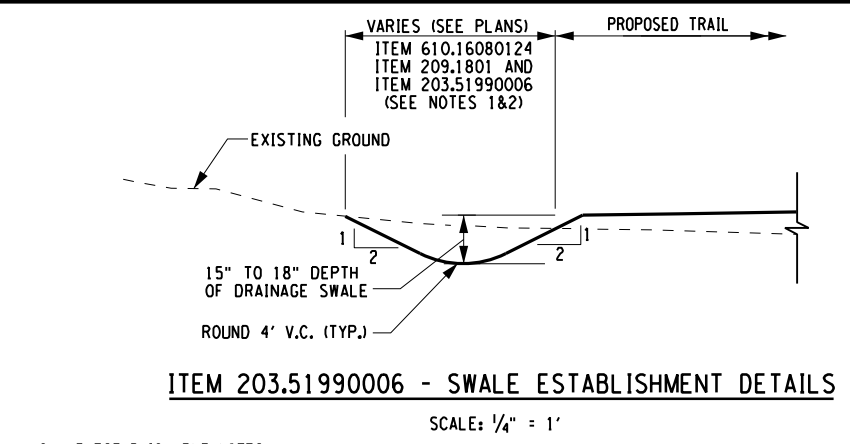 VARIES (SEE PLANS)
PROPOSED TRAIL
ITEM 610.16080124
ITEM 209.1801 AND
ITEM 203.51990006
(SEE NOTES 1&2)
EXISTING GROUND
1
2
1
2
15" TO 18" DEPTH
OF DRAINAGE SWALE
ROUND 4' V.C. (TYP.)
ITEM 203.51990006 - SWALE ESTABLISHMENT DETAILS
SCALE: 1/4" = 1'